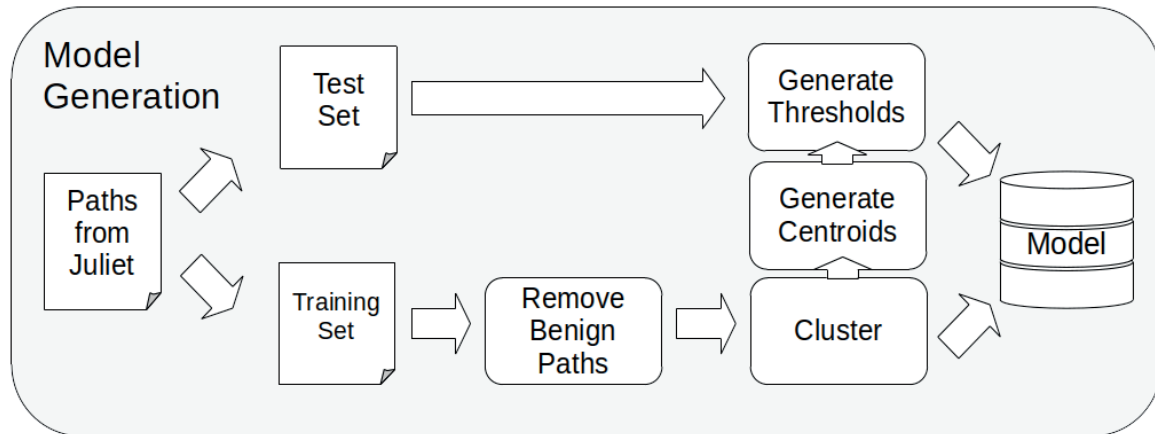 Model
Generation
Test
Set
Generate
Thresholds
Paths
from
Juliet
Generate
Centroids
Model
Training
Set
Remove
Benign
Paths
Cluster